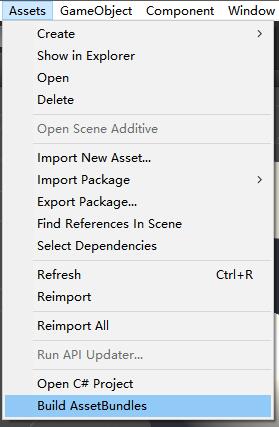 Assets GameObject Component Window
Create
Show in Explorer
Open
Delete
Open Scene Additive
Import New Asset...
Import Package
Export Package...
Find References In Scene
Select Dependencies
Refresh Ctrl+R
Reimport
Reimport All
Run API Updater...
Open C# Project
Build AssetBundles